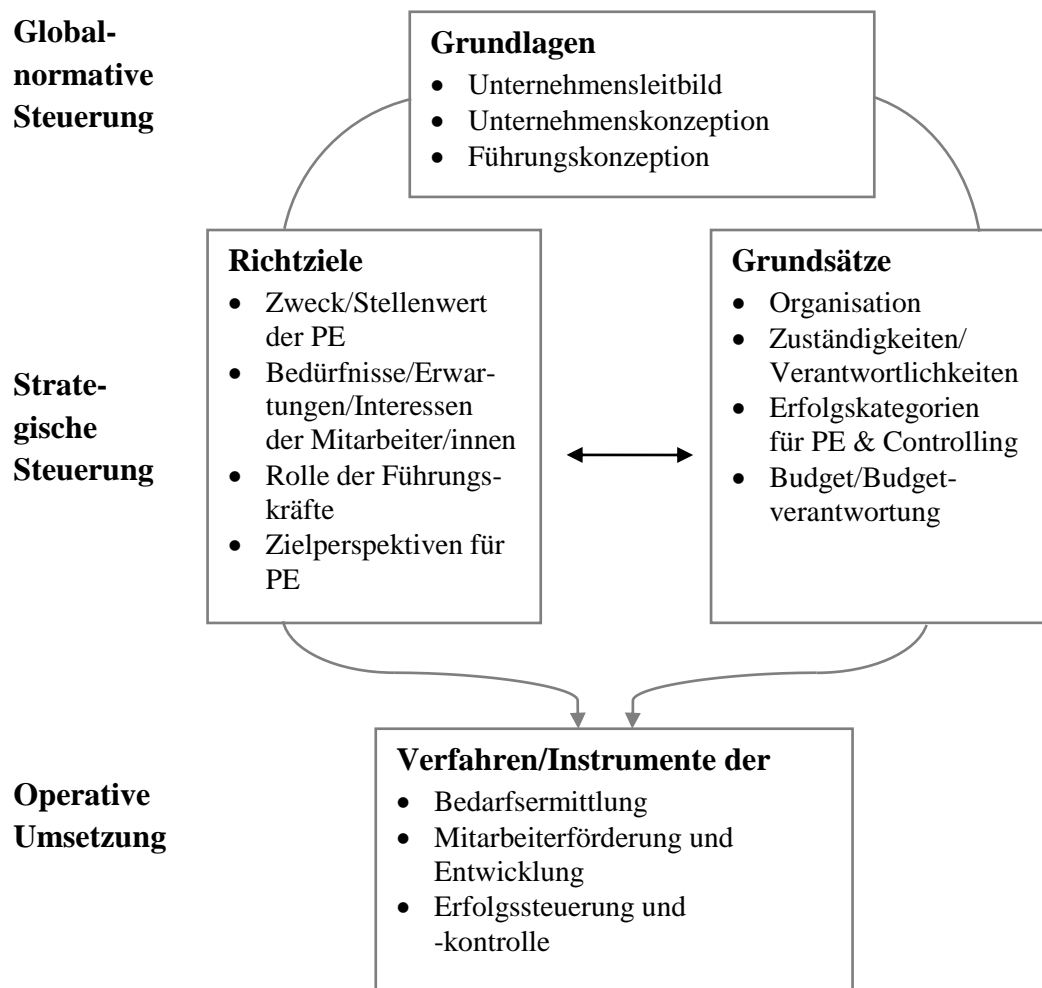 Global-
normative
Steuerung
Grundlagen
• Unternehmensleitbild
• Unternehmenskonzeption
• Führungskonzeption
Strate-
gische
Steuerung
Richtziele
• Zweck/Stellenwert
der PE
• Bedürfnisse/Erwar-
tungen/Interessen
der Mitarbeiter/innen
• Rolle der Führungs-
kräfte
• Zielperspektiven für
PE
Grundsätze
• Organisation
• Zuständigkeiten/
Verantwortlichkeiten
• Erfolgskategorien
für PE & Controlling
• Budget/Budget-
verantwortung
Operative
Umsetzung
Verfahren/Instrumente der
• Bedarfsermittlung
• Mitarbeiterförderung und
Entwicklung
• Erfolgssteuerung und
-kontrolle